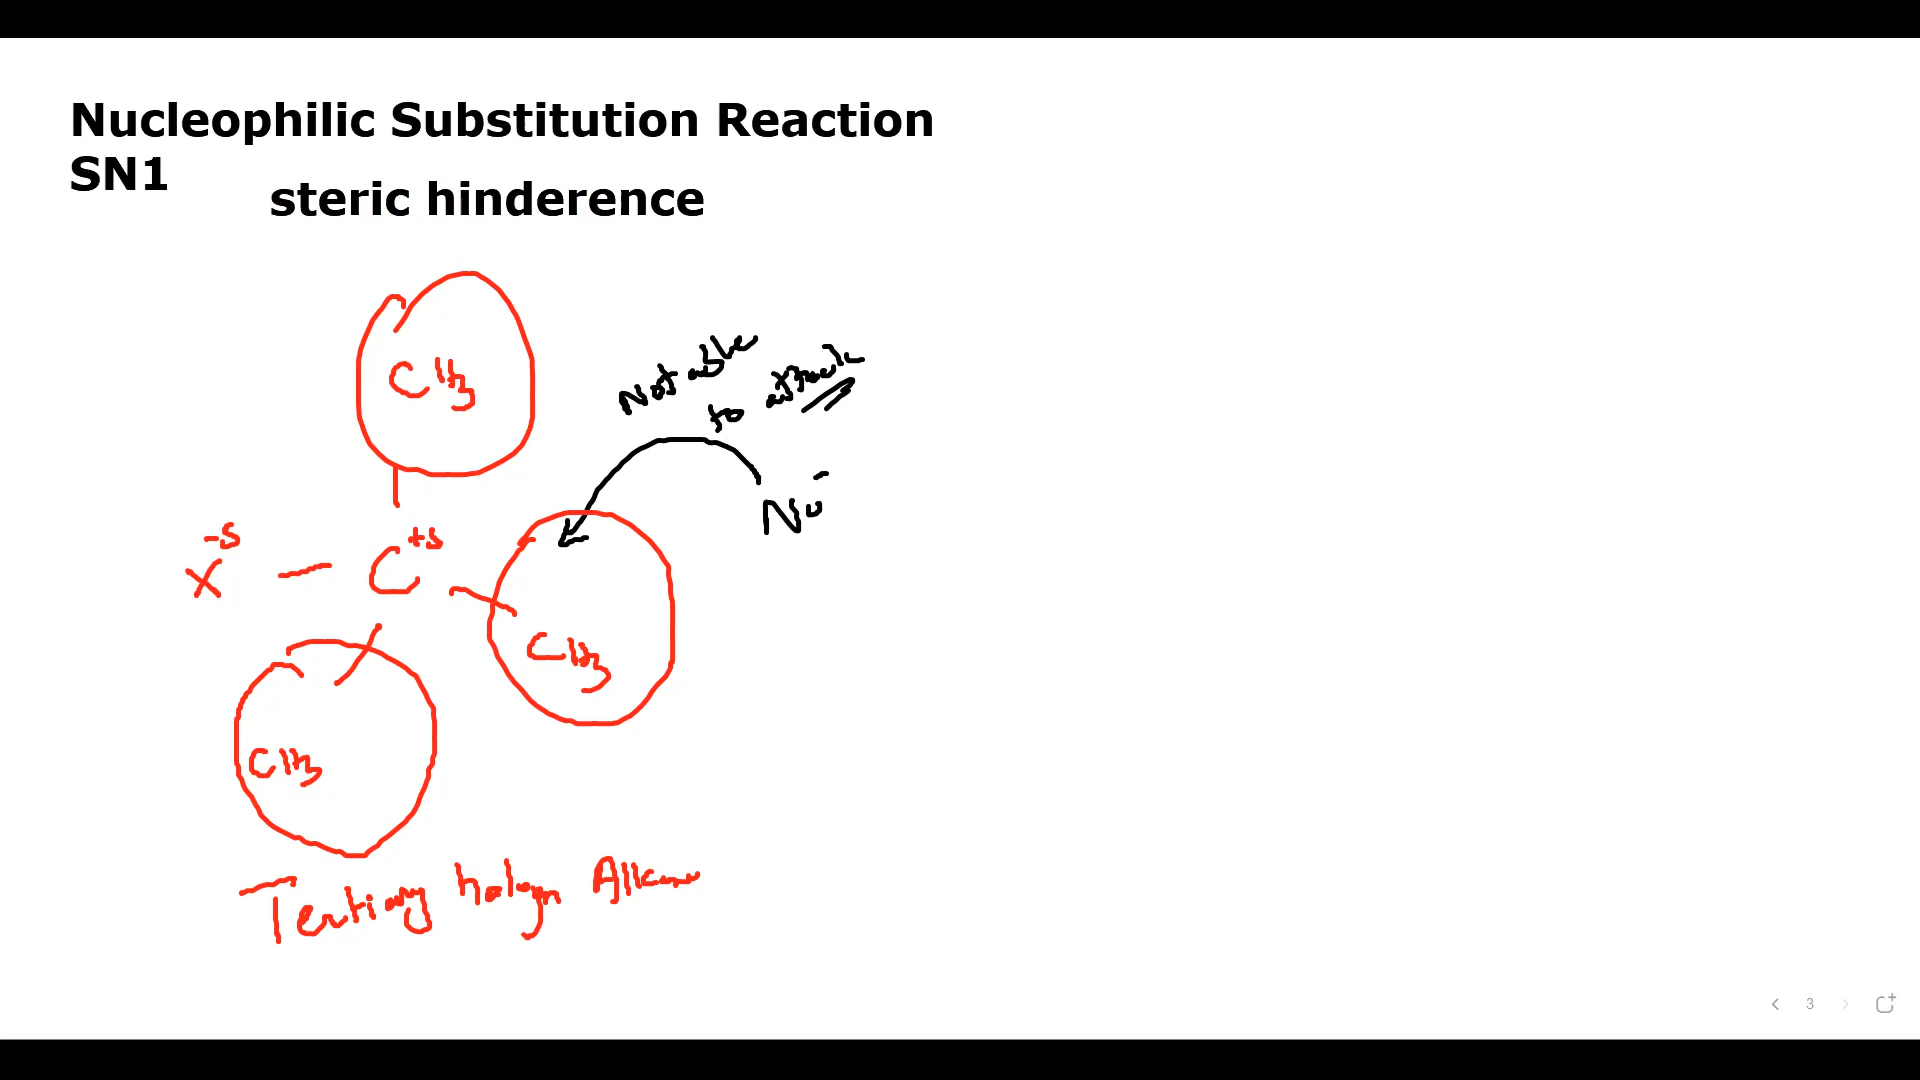 Nucleophilic Substitution Reaction
SN1
steric hinderence
CH3
Not able
to attack
Nu-
X-δ — C+δ
CH3
CH3
Tertiary halogen Alkane
3